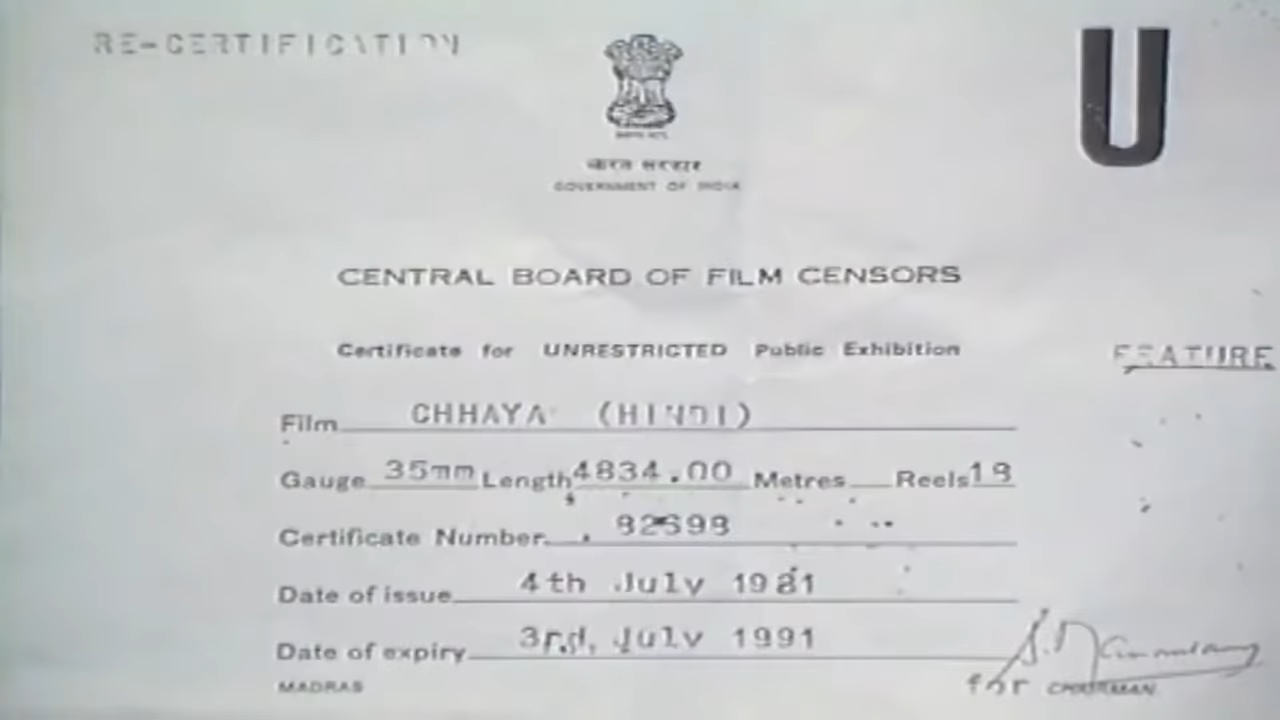 RE-CERTIFICATION
U
भारत सरकार
GOVERNMENT OF INDIA
CENTRAL BOARD OF FILM CENSORS
Certificate for UNRESTRICTED Public Exhibition
FEATURE
Film CHHAYA (HINDI)
Gauge 35mm Length 4834.00 Metres Reels
Certificate Number
Date of issue 4th July 1981
Date of expiry 3rd, July 1991
MADRAS
for CHAIRMAN